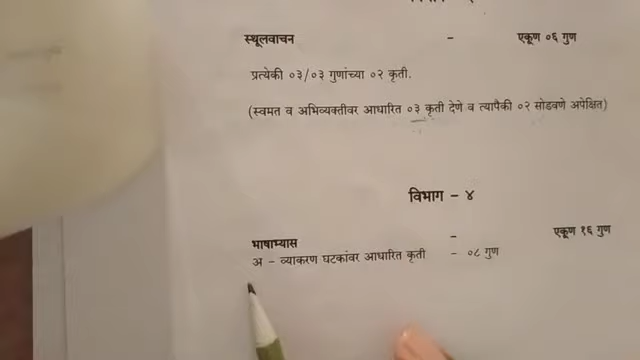 स्थूलवाचन - एकूण ०६ गुण
प्रत्येकी ०३/०३ गुणांच्या ०२ कृती.
(स्वमत व अभिव्यक्तीवर आधारित ०३ कृती देणे व त्यापैकी ०२ सोडवणे अपेक्षित)
विभाग - ४
भाषाभ्यास - एकूण १६ गुण
अ - व्याकरण घटकांवर आधारित कृती - ०८ गुण